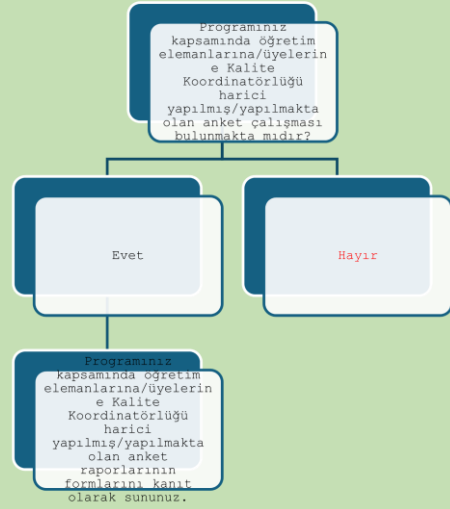 Programınız
kapsamında öğretim
elemanlarına/üyelerin
e Kalite
Koordinatörlüğü
harici
yapılmış/yapılmakta
olan anket çalışması
bulunmakta mıdır?
Evet
Hayır
Programınız
kapsamında öğretim
elemanlarına/üyelerin
e Kalite
Koordinatörlüğü
harici
yapılmış/yapılmakta
olan anket
raporlarının
formlarını kanıt
olarak sununuz.